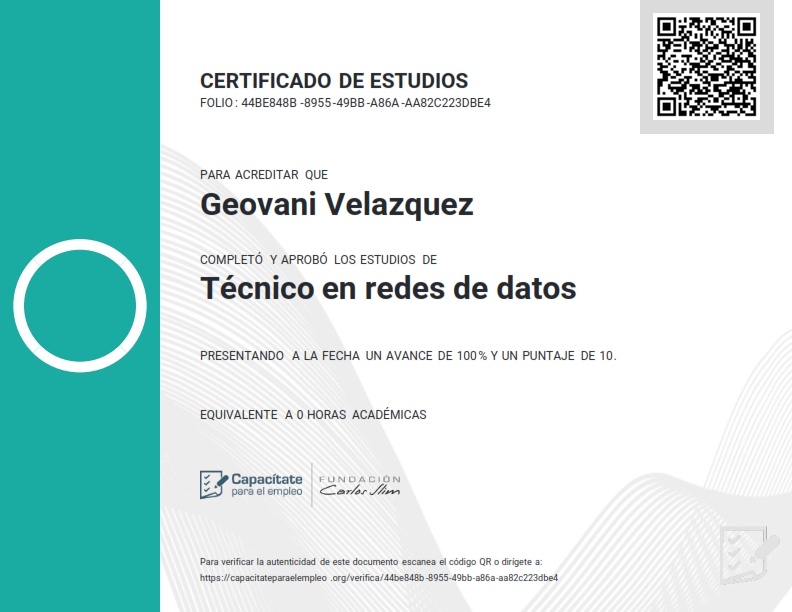 CERTIFICADO DE ESTUDIOS
FOLIO: 44BE848B-8955-49BB-A86A-AA82C223DBE4
PARA ACREDITAR QUE
Geovani Velazquez
COMPLETÓ Y APROBÓ LOS ESTUDIOS DE
Técnico en redes de datos
PRESENTANDO A LA FECHA UN AVANCE DE 100% Y UN PUNTAJE DE 10.
EQUIVALENTE A 0 HORAS ACADÉMICAS
Capacítate
para el empleo
FUNDACIÓN
Carlos Slim
Para verificar la autenticidad de este documento escanea el código QR o dirígete a:
https://capacitateparaelempleo.org/verifica/44be848b-8955-49bb-a86a-aa82c223dbe4